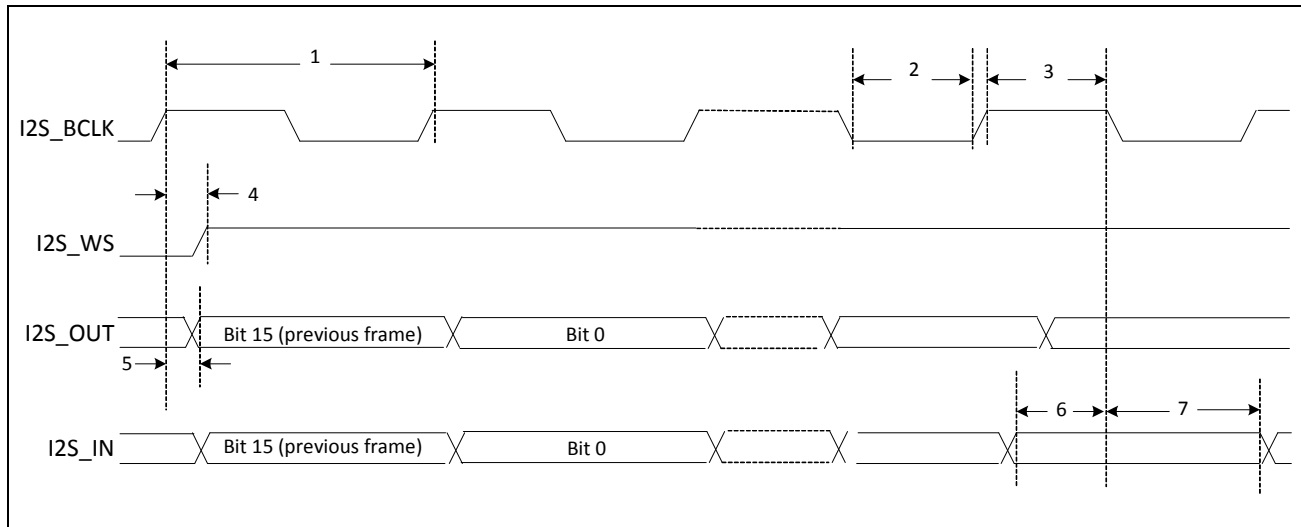 1
2
3
I2S_BCLK
4
I2S_WS
I2S_OUT
Bit 15 (previous frame)
Bit 0
5
6
7
I2S_IN
Bit 15 (previous frame)
Bit 0